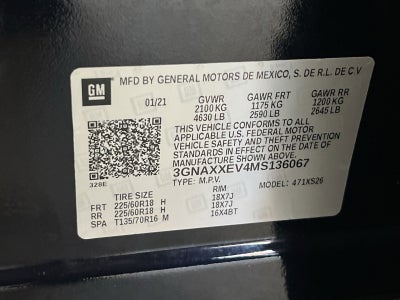 GM
MFD BY GENERAL MOTORS DE MEXICO, S. DE R.L. DE C.V
01/21 GVWR GAWR FRT GAWR RR
2100 KG 1175 KG 1200 KG
4630 LB 2590 LB 2645 LB
THIS VEHICLE CONFORMS TO ALL
APPLICABLE U.S. FEDERAL MOTOR
VEHICLE SAFETY STANDARDS
IN EFFECT ON THE DATE OF
MANUFACTURE SHOWN ABOVE.
3GNAXXEV4MS136067
328E TYPE: M.P.V. MODEL: 471XS26
TIRE SIZE RIM
FRT 225/60R18 H 18X7J
RR 225/60R18 H 18X7J
SPA T135/70R16 M 16X4BT